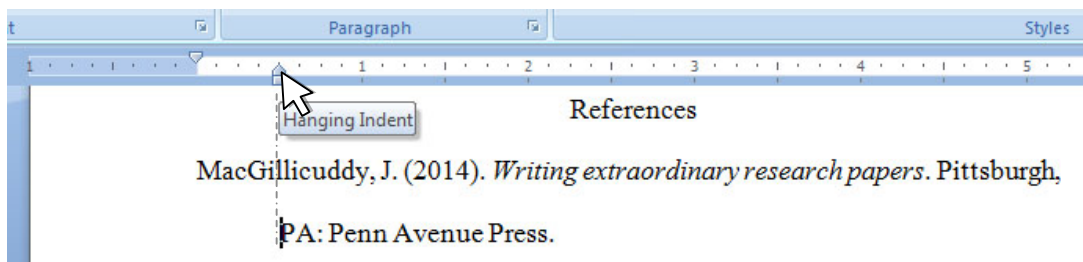 t Paragraph Styles
1 1 2 3 4 5
Hanging Indent
References
MacGillicuddy, J. (2014). Writing extraordinary research papers. Pittsburgh,
PA: Penn Avenue Press.